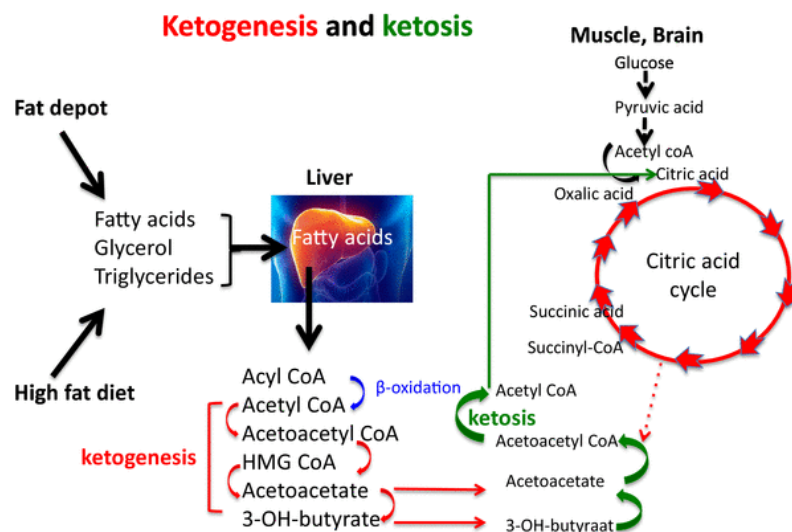 Ketogenesis and ketosis
Muscle, Brain
Glucose
Pyruvic acid
Acetyl coA
Citric acid
Oxalic acid
Citric acid
cycle
Succinic acid
Succinyl-CoA
Fat depot
Fatty acids
Glycerol
Triglycerides
High fat diet
Liver
Fatty acids
Acyl CoA
β-oxidation
Acetyl CoA
Acetoacetyl CoA
ketogenesis
HMG CoA
Acetoacetate
3-OH-butyrate
Acetyl CoA
ketosis
Acetoacetyl CoA
Acetoacetate
3-OH-butyraat